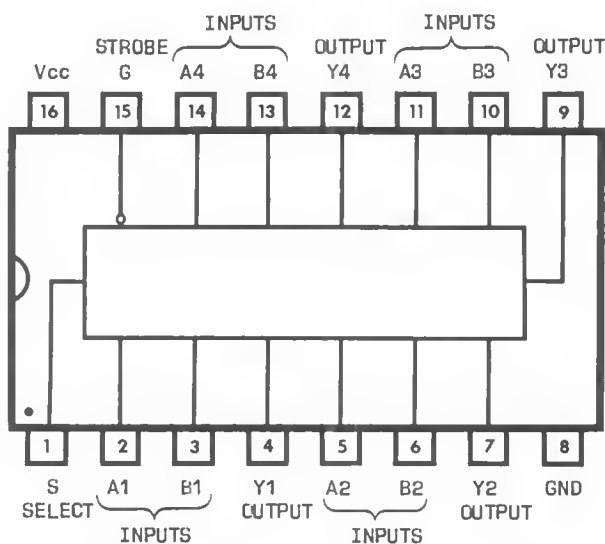 INPUTS INPUTS
STROBE OUTPUT OUTPUT
Vcc G A4 B4 Y4 A3 B3 Y3
16 15 14 13 12 11 10 9
1 2 3 4 5 6 7 8
S A1 B1 Y1 A2 B2 Y2 GND
SELECT OUTPUT OUTPUT
INPUTS INPUTS